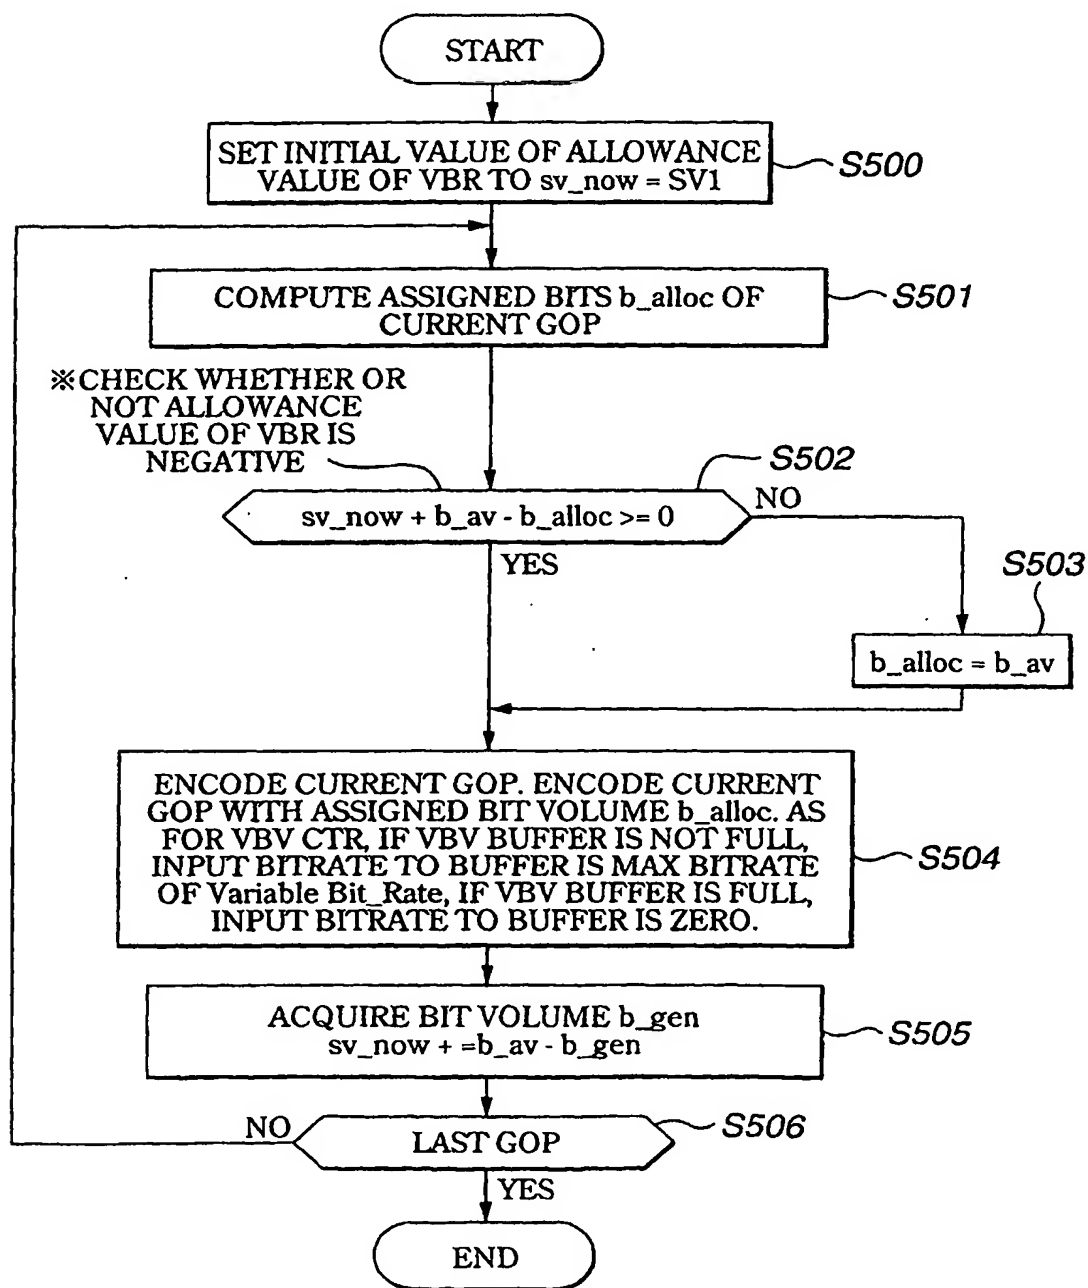 START
SET INITIAL VALUE OF ALLOWANCE
VALUE OF VBR TO sv_now = SV1
S500
COMPUTE ASSIGNED BITS b_alloc OF
CURRENT GOP
S501
※CHECK WHETHER OR
NOT ALLOWANCE
VALUE OF VBR IS
NEGATIVE
S502
sv_now + b_av - b_alloc >= 0
NO
YES
S503
b_alloc = b_av
ENCODE CURRENT GOP. ENCODE CURRENT
GOP WITH ASSIGNED BIT VOLUME b_alloc. AS
FOR VBV CTR, IF VBV BUFFER IS NOT FULL,
INPUT BITRATE TO BUFFER IS MAX BITRATE
OF Variable Bit_Rate, IF VBV BUFFER IS FULL,
INPUT BITRATE TO BUFFER IS ZERO.
S504
ACQUIRE BIT VOLUME b_gen
sv_now + =b_av - b_gen
S505
NO
LAST GOP
S506
YES
END